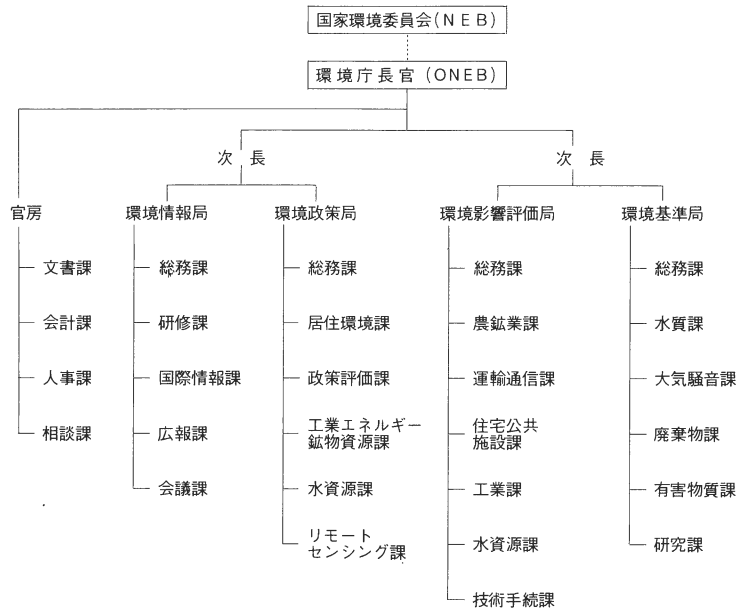 国家環境委員会(NEB)
環境庁長官(ONEB)
次 長
次 長
官房
環境情報局
環境政策局
環境影響評価局
環境基準局
文書課
会計課
人事課
相談課
総務課
研修課
国際情報課
広報課
会議課
総務課
居住環境課
政策評価課
工業エネルギー
鉱物資源課
水資源課
リモート
センシング課
総務課
農鉱業課
運輸通信課
住宅公共
施設課
工業課
水資源課
技術手続課
総務課
水質課
大気騒音課
廃棄物課
有害物質課
研究課